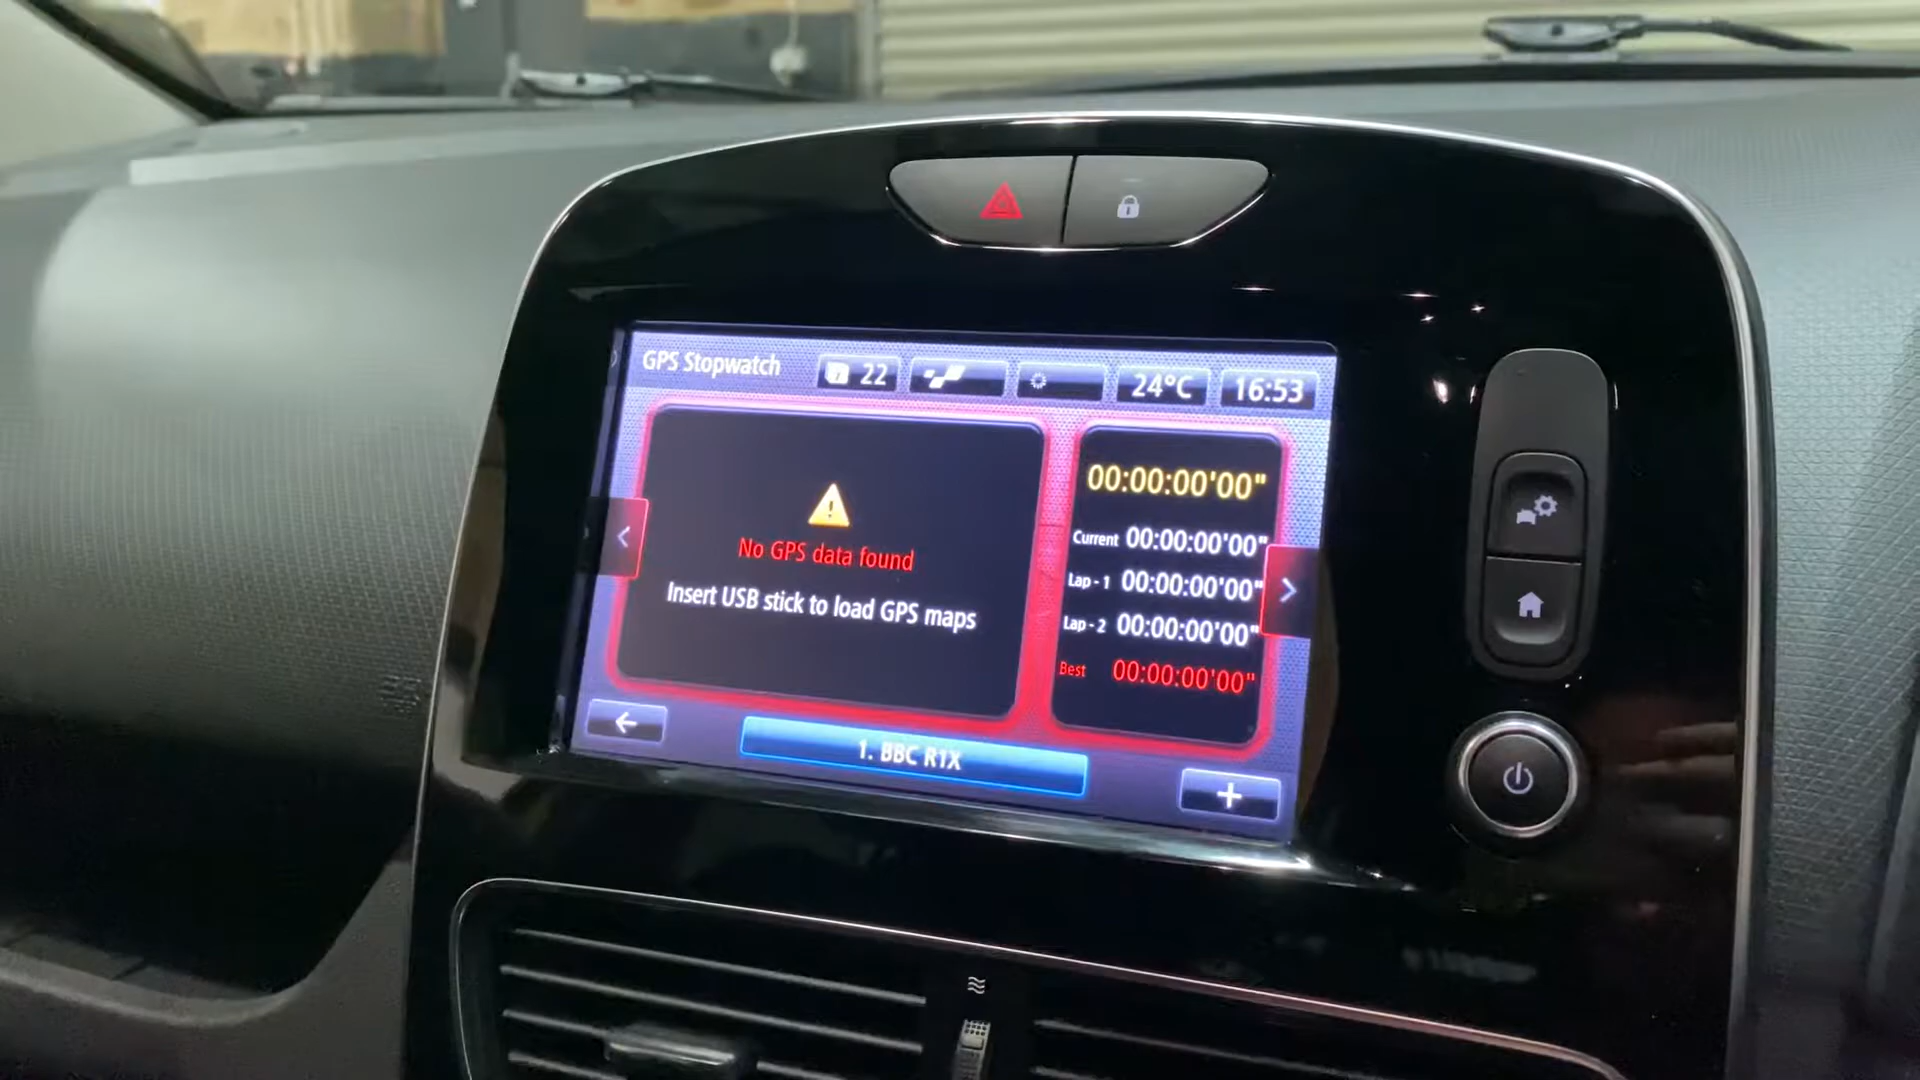 GPS Stopwatch
22
24°C
16:53
No GPS data found
Insert USB stick to load GPS maps
00:00:00'00"
Current 00:00:00'00"
Lap - 1 00:00:00'00"
Lap - 2 00:00:00'00"
Best 00:00:00'00"
1. BBC R1X